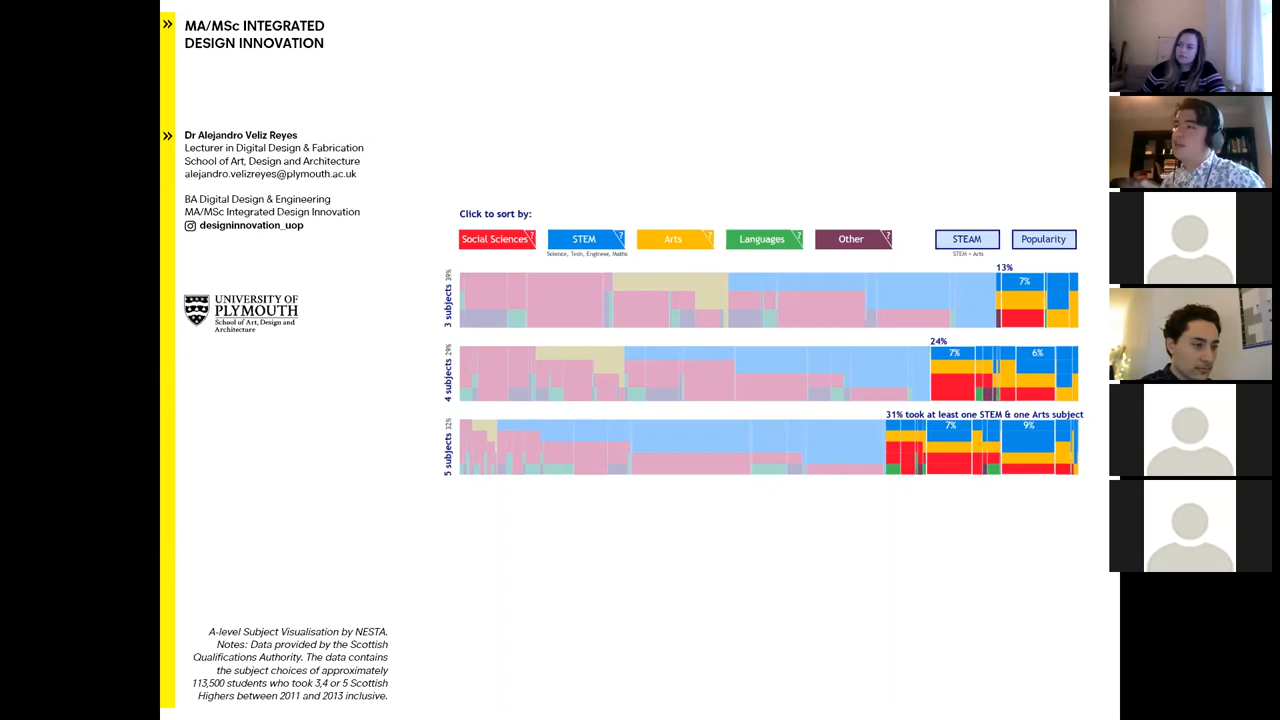 »
MA/MSc INTEGRATED
DESIGN INNOVATION
»
Dr Alejandro Veliz Reyes
Lecturer in Digital Design & Fabrication
School of Art, Design and Architecture
alejandro.velizreyes@plymouth.ac.uk
BA Digital Design & Engineering
MA/MSc Integrated Design Innovation
designinnovation_uop
UNIVERSITY OF
PLYMOUTH
School of Art, Design and
Architecture
A-level Subject Visualisation by NESTA.
Notes: Data provided by the Scottish
Qualifications Authority. The data contains
the subject choices of approximately
113,500 students who took 3,4 or 5 Scottish
Highers between 2011 and 2013 inclusive.
Click to sort by:
Social Sciences ?
STEM ?
Arts ?
Languages ?
Other ?
STEAM
Popularity
Science, Tech, Engineer, Maths
STEM + Arts
3 subjects 39%
13%
7%
4 subjects 29%
24%
7%
6%
5 subjects 32%
31% took at least one STEM & one Arts subject
7%
9%